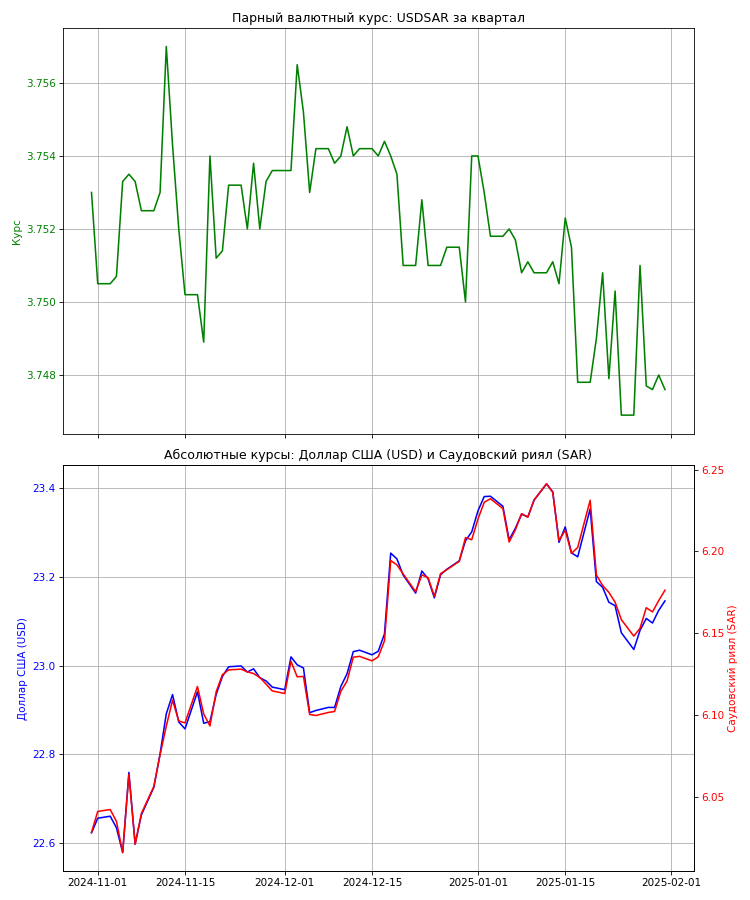 Парный валютный курс: USDSAR за квартал
3.756
3.754
3.752
3.750
3.748
Курс
Абсолютные курсы: Доллар США (USD) и Саудовский риял (SAR)
23.4
23.2
23.0
22.8
22.6
Доллар США (USD)
6.25
6.20
6.15
6.10
6.05
Саудовский риял (SAR)
2024-11-01 2024-11-15 2024-12-01 2024-12-15 2025-01-01 2025-01-15 2025-02-01